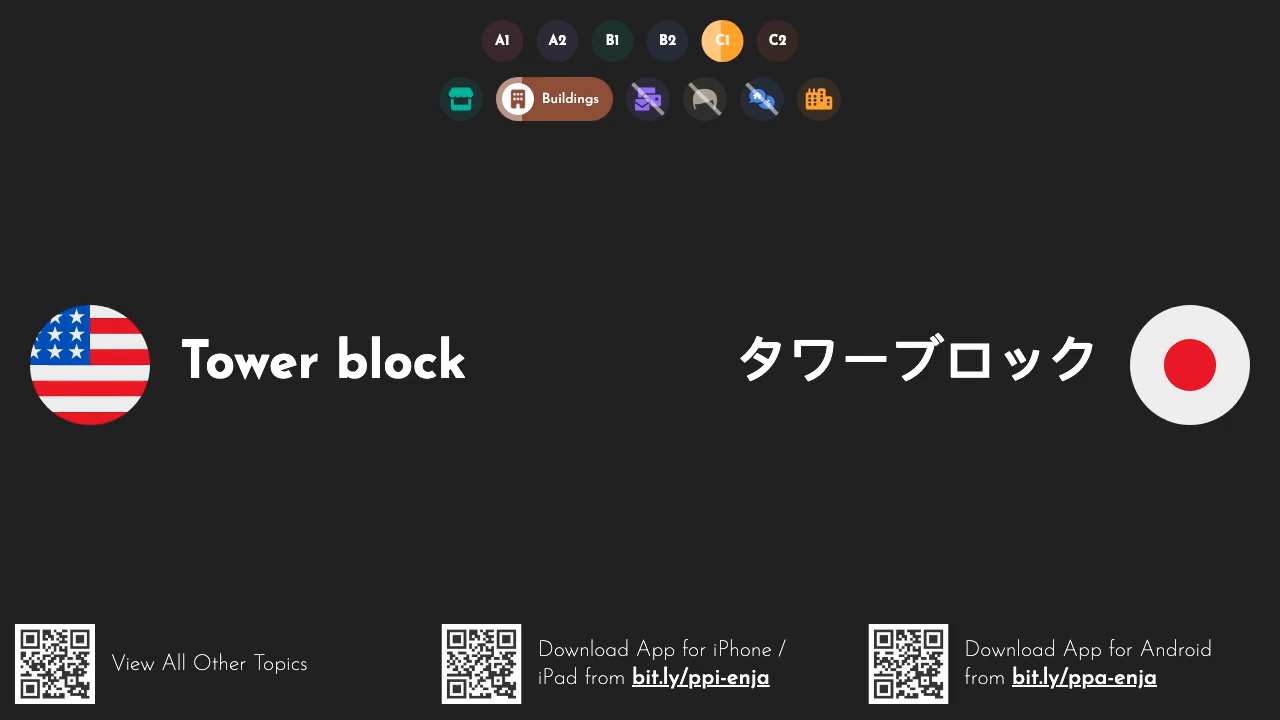 A1 A2 B1 B2 C1 C2
Buildings
Tower block
タワーブロック
View All Other Topics
Download App for iPhone /
iPad from bit.ly/ppi-enja
Download App for Android
from bit.ly/ppa-enja